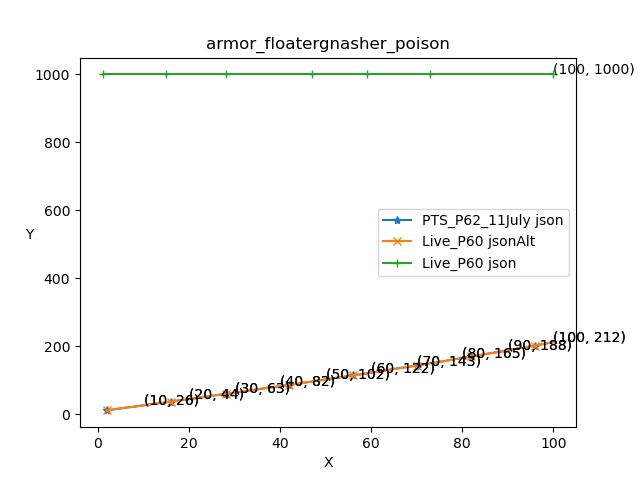 armor_floatergnasher_poison
1000
(100, 1000)
800
600
PTS_P62_11July json
Live_P60 jsonAlt
Live_P60 json
Y
400
200
0
(10, 26)
(20, 44)
(30, 63)
(40, 82)
(50, 102)
(60, 122)
(70, 143)
(80, 165)
(90, 188)
(100, 212)
0 20 40 60 80 100
X